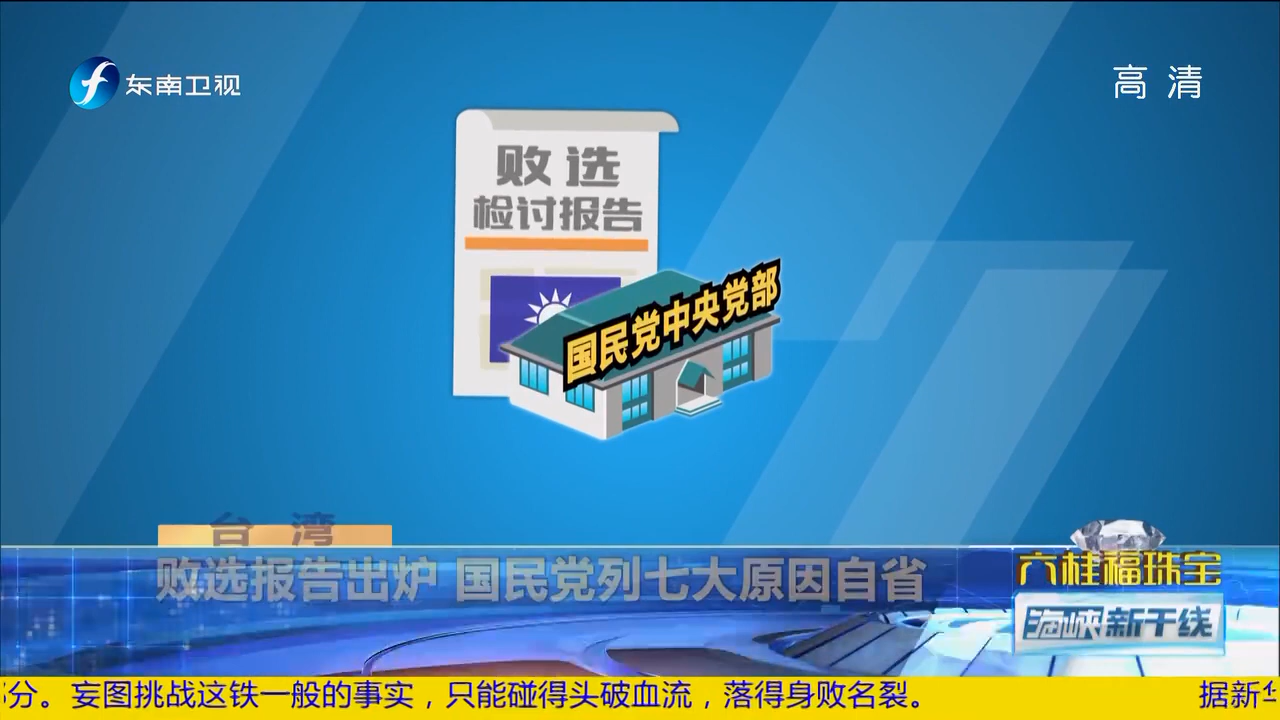 东南卫视
高清
败选
检讨报告
国民党中央党部
台湾
败选报告出炉 国民党列七大原因自省
六桂福珠宝
海峡新干线
分。妄图挑战这铁一般的事实，只能碰得头破血流，落得身败名裂。 据新华